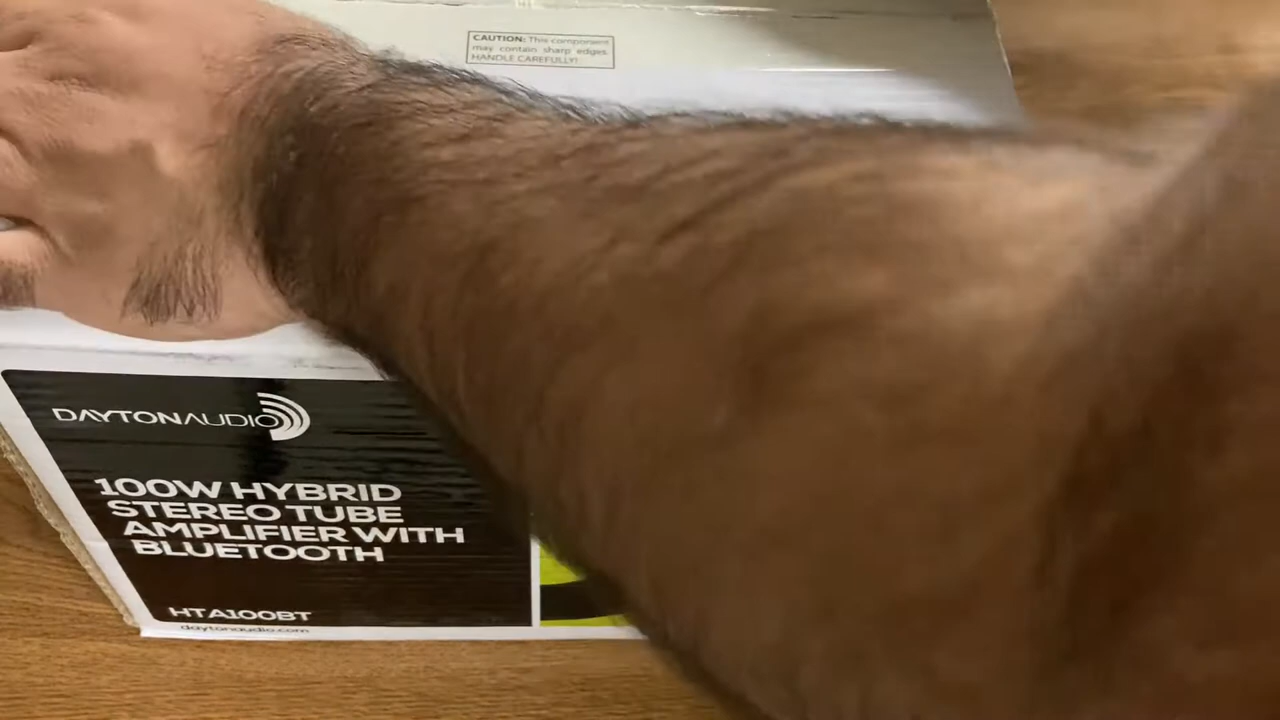 CAUTION: This component
may contain sharp edges.
HANDLE CAREFULLY!
DAYTONAUDIO
100W HYBRID
STEREO TUBE
AMPLIFIER WITH
BLUETOOTH
HTA100BT
daytonaudio.com